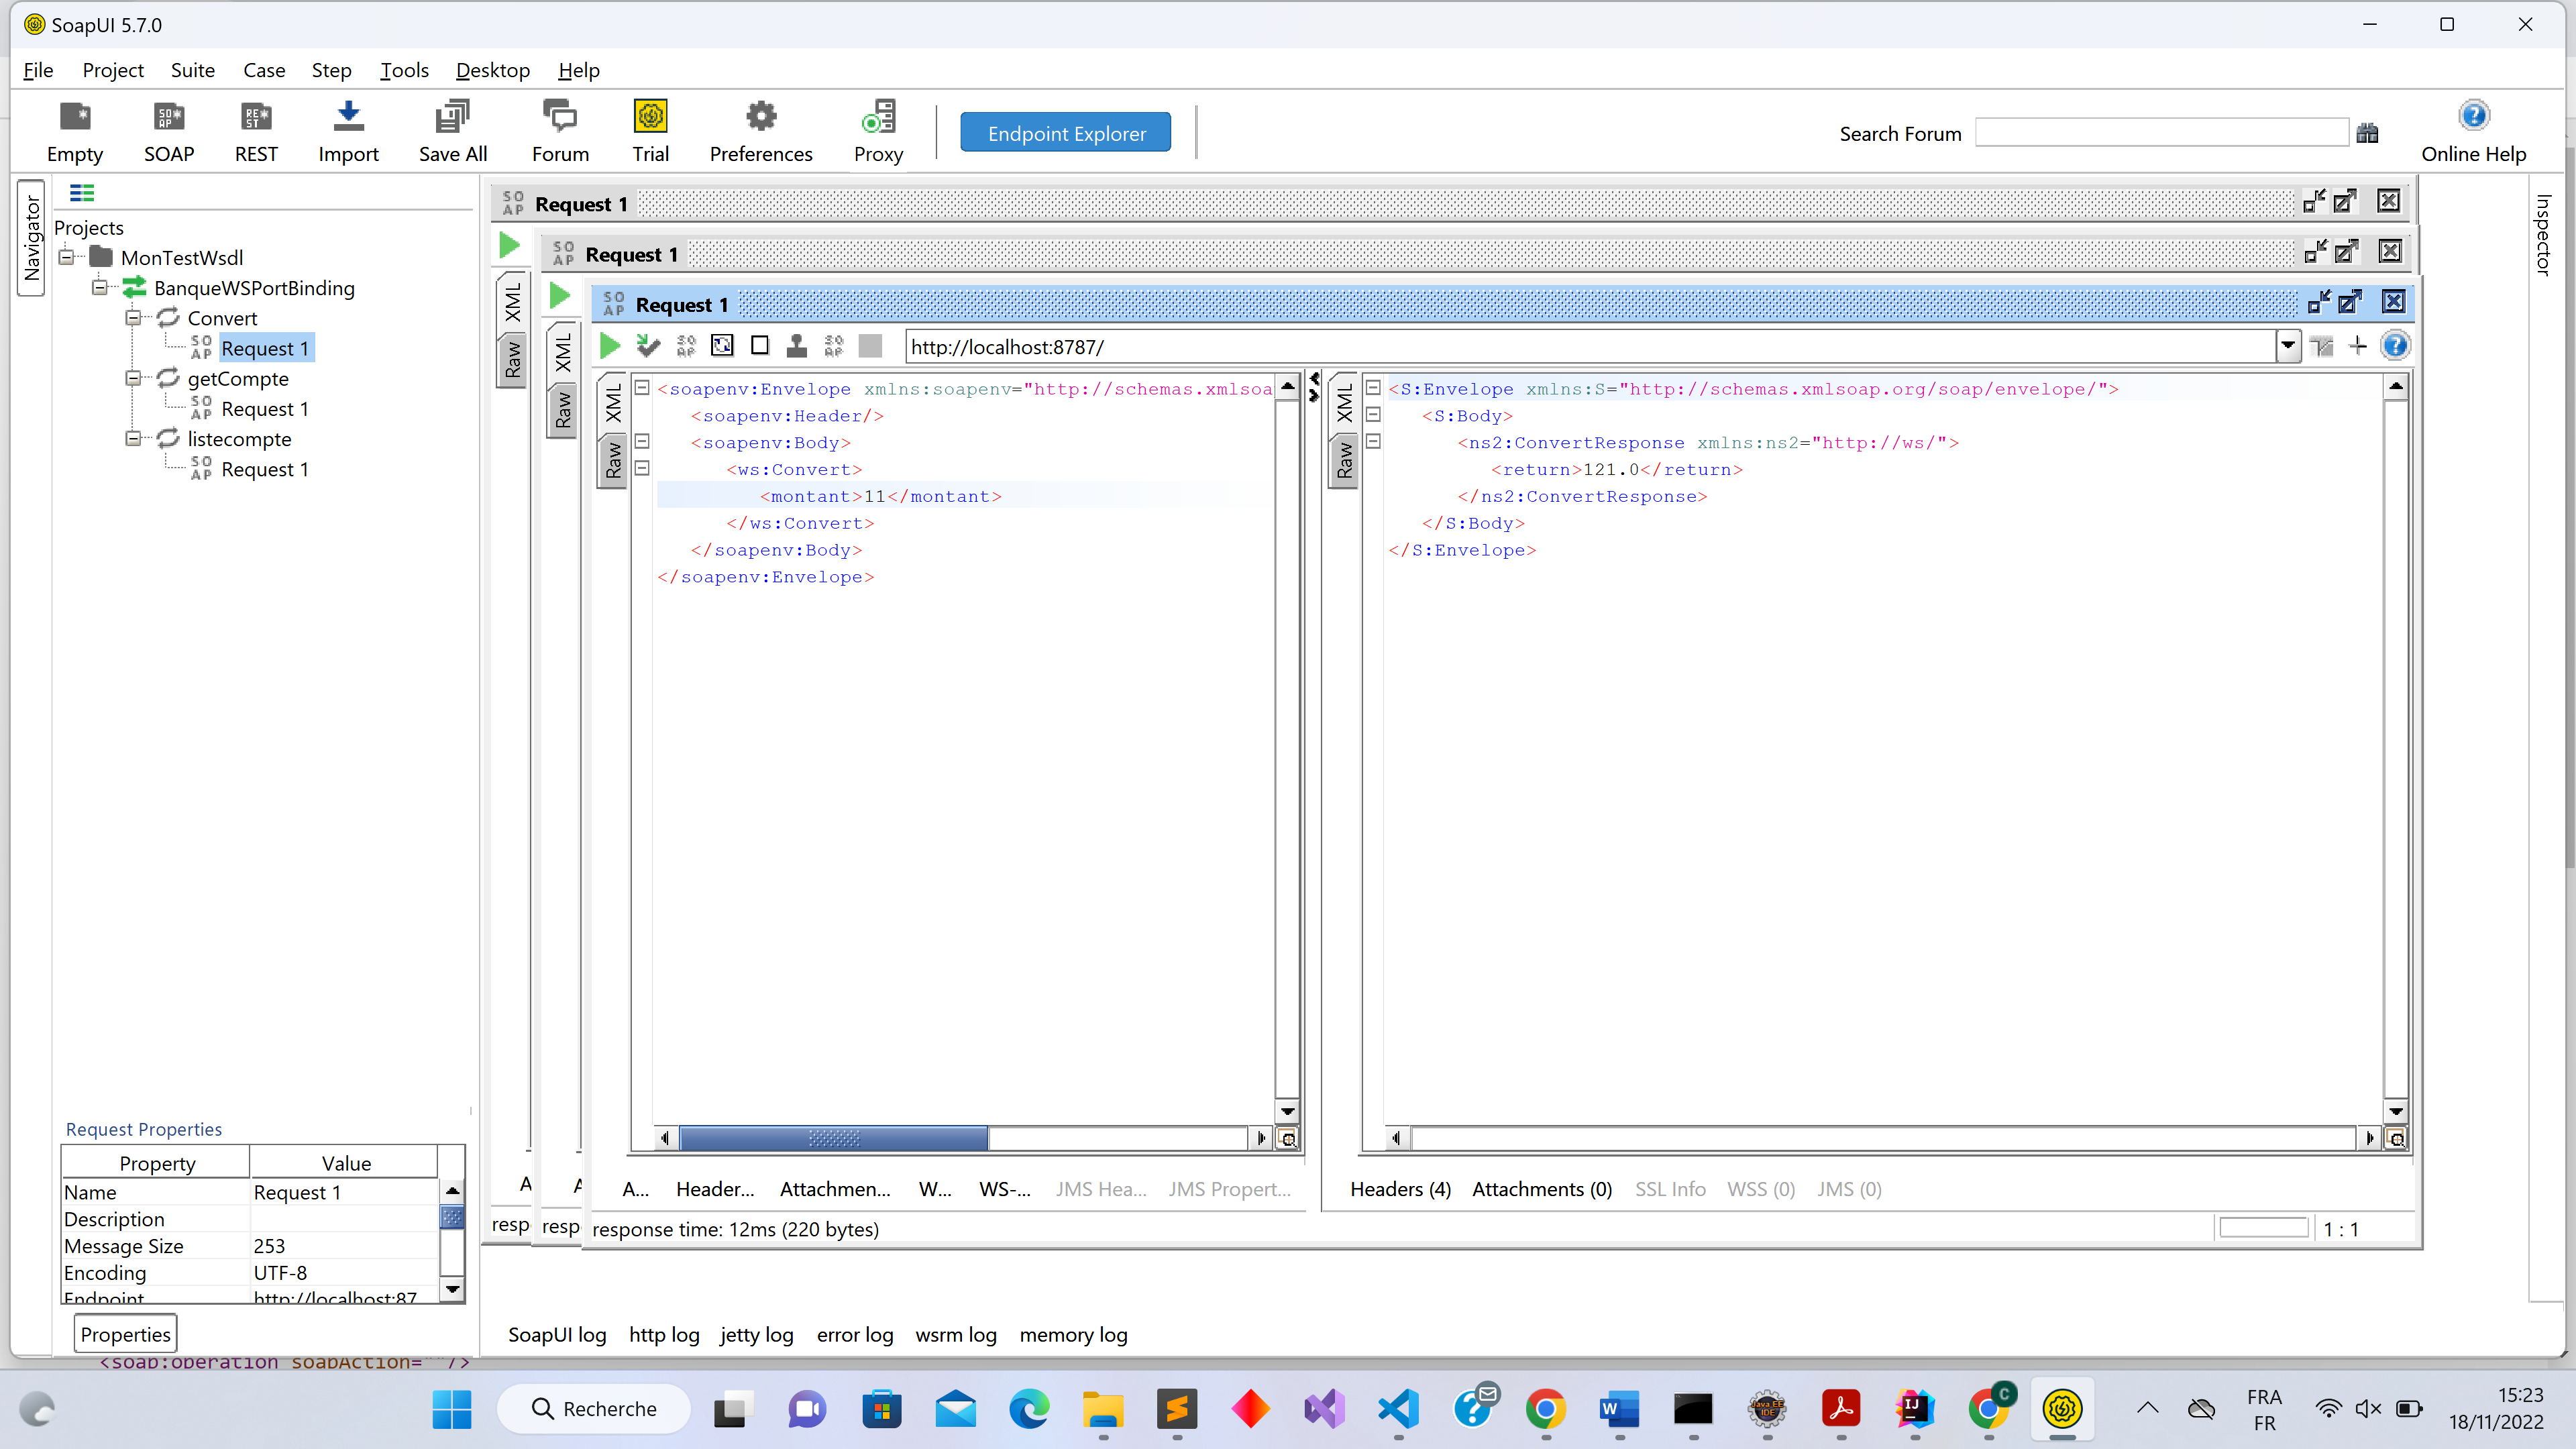 SoapUI 5.7.0
File Project Suite Case Step Tools Desktop Help
Empty SOAP REST Import Save All Forum Trial Preferences Proxy Endpoint Explorer Search Forum Online Help
Navigator
Inspector
Projects
MonTestWsdl
BanqueWSPortBinding
Convert
Request 1
getCompte
Request 1
listecompte
Request 1
Request 1
Request 1
Request 1
XML
Raw
XML
Raw
http://localhost:8787/
XML
Raw
<soapenv:Envelope xmlns:soapenv="http://schemas.xmlsoa
<soapenv:Header/>
<soapenv:Body>
<ws:Convert>
<montant>11</montant>
</ws:Convert>
</soapenv:Body>
</soapenv:Envelope>
XML
Raw
<S:Envelope xmlns:S="http://schemas.xmlsoap.org/soap/envelope/">
<S:Body>
<ns2:ConvertResponse xmlns:ns2="http://ws/">
<return>121.0</return>
</ns2:ConvertResponse>
</S:Body>
</S:Envelope>
Request Properties
Property Value
Name Request 1
Description
Message Size 253
Encoding UTF-8
Endpoint http://localhost:87
Properties
A A A... Header... Attachmen... W... WS-... JMS Hea... JMS Propert...
Headers (4) Attachments (0) SSL Info WSS (0) JMS (0)
resp resp response time: 12ms (220 bytes)
1 : 1
SoapUI log http log jetty log error log wsrm log memory log
<soap:operation soapAction=""/>
Recherche
FRA
FR
15:23
18/11/2022